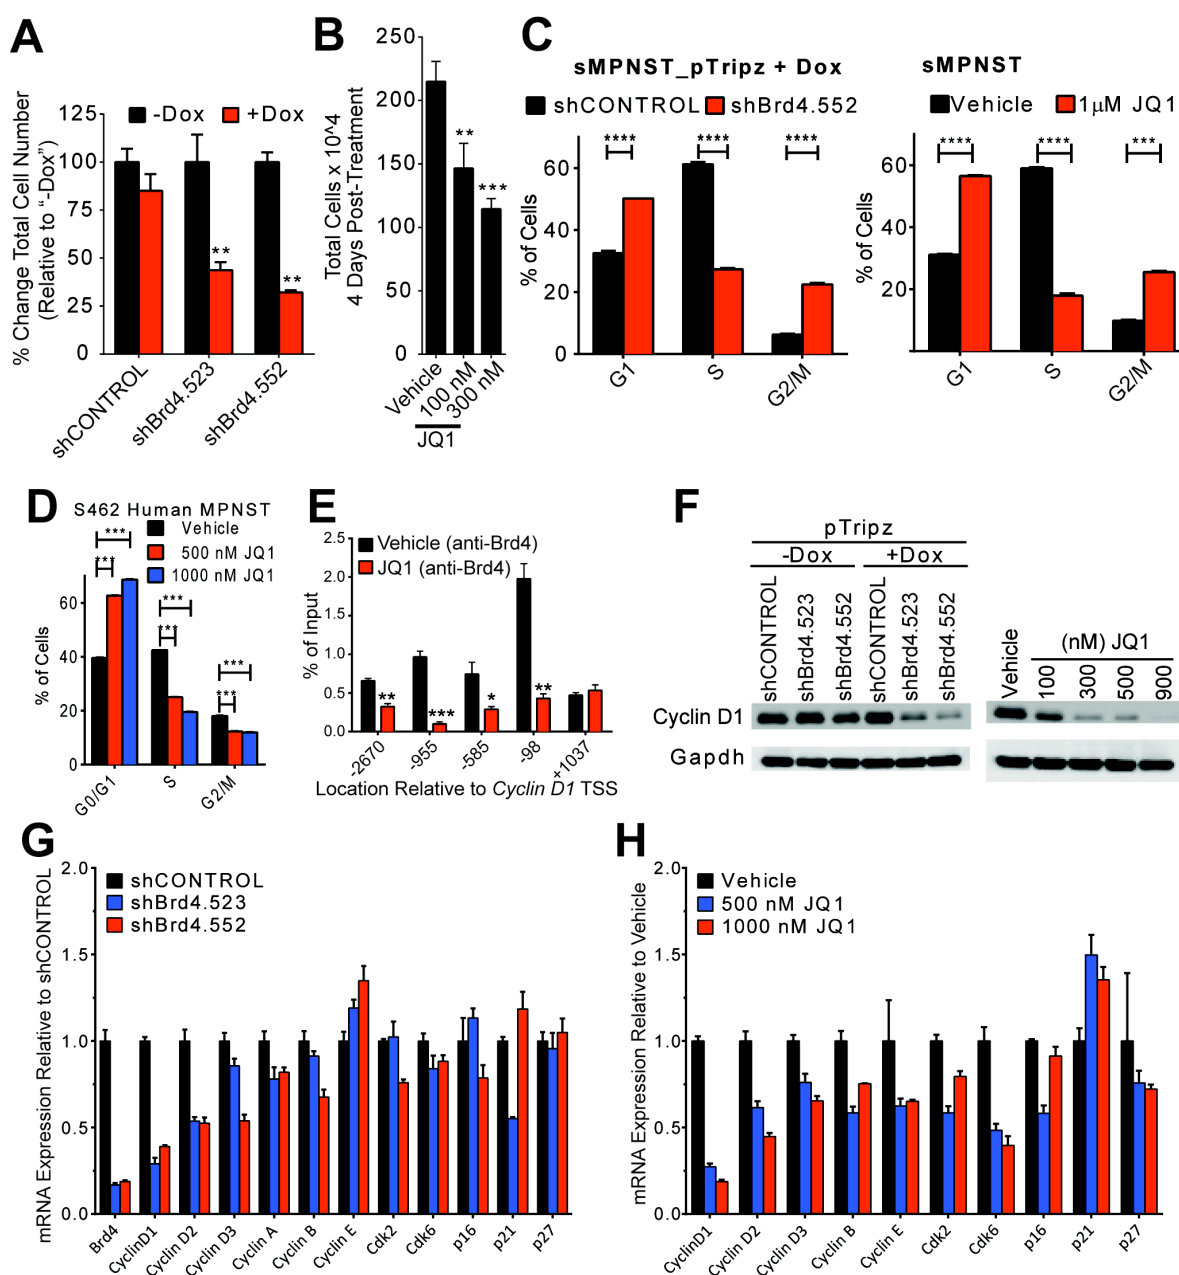 A
% Change Total Cell Number
(Relative to “-Dox”)
125
100
75
50
25
0
-Dox +Dox
**
**
shCONTROL
shBrd4.523
shBrd4.552
B
Total Cells x 10^4
4 Days Post-Treatment
250
200
150
100
50
0
**
***
Vehicle
100 nM
300 nM
JQ1
C
sMPNST_pTripz + Dox
shCONTROL shBrd4.552
% of Cells
60
40
20
0
**** **** ****
G1
S
G2/M
sMPNST
Vehicle 1µM JQ1
% of Cells
60
40
20
**** **** ***
G1
S
G2/M
D
S462 Human MPNST
Vehicle
500 nM JQ1
1000 nM JQ1
% of Cells
60
40
20
0
***
***
***
***
***
***
G0/G1
S
G2/M
E
Vehicle (anti-Brd4)
JQ1 (anti-Brd4)
% of Input
2.5
2.0
1.5
1.0
0.5
0.0
**
***
*
**
-2670
-955
-585
-98
+1037
Location Relative to Cyclin D1 TSS
F
pTripz
-Dox +Dox
shCONTROL
shBrd4.523
shBrd4.552
shCONTROL
shBrd4.523
shBrd4.552
Vehicle
(nM) JQ1
100
300
500
900
Cyclin D1
Gapdh
G
shCONTROL
shBrd4.523
shBrd4.552
mRNA Expression Relative to shCONTROL
2.0
1.5
1.0
0.5
0.0
Brd4
CyclinD1
Cyclin D2
Cyclin D3
Cyclin A
Cyclin B
Cyclin E
Cdk2
Cdk6
p16
p21
p27
H
Vehicle
500 nM JQ1
1000 nM JQ1
mRNA Expression Relative to Vehicle
2.0
1.5
1.0
0.5
0.0
CyclinD1
Cyclin D2
Cyclin D3
Cyclin B
Cyclin E
Cdk2
Cdk6
p16
p21
p27